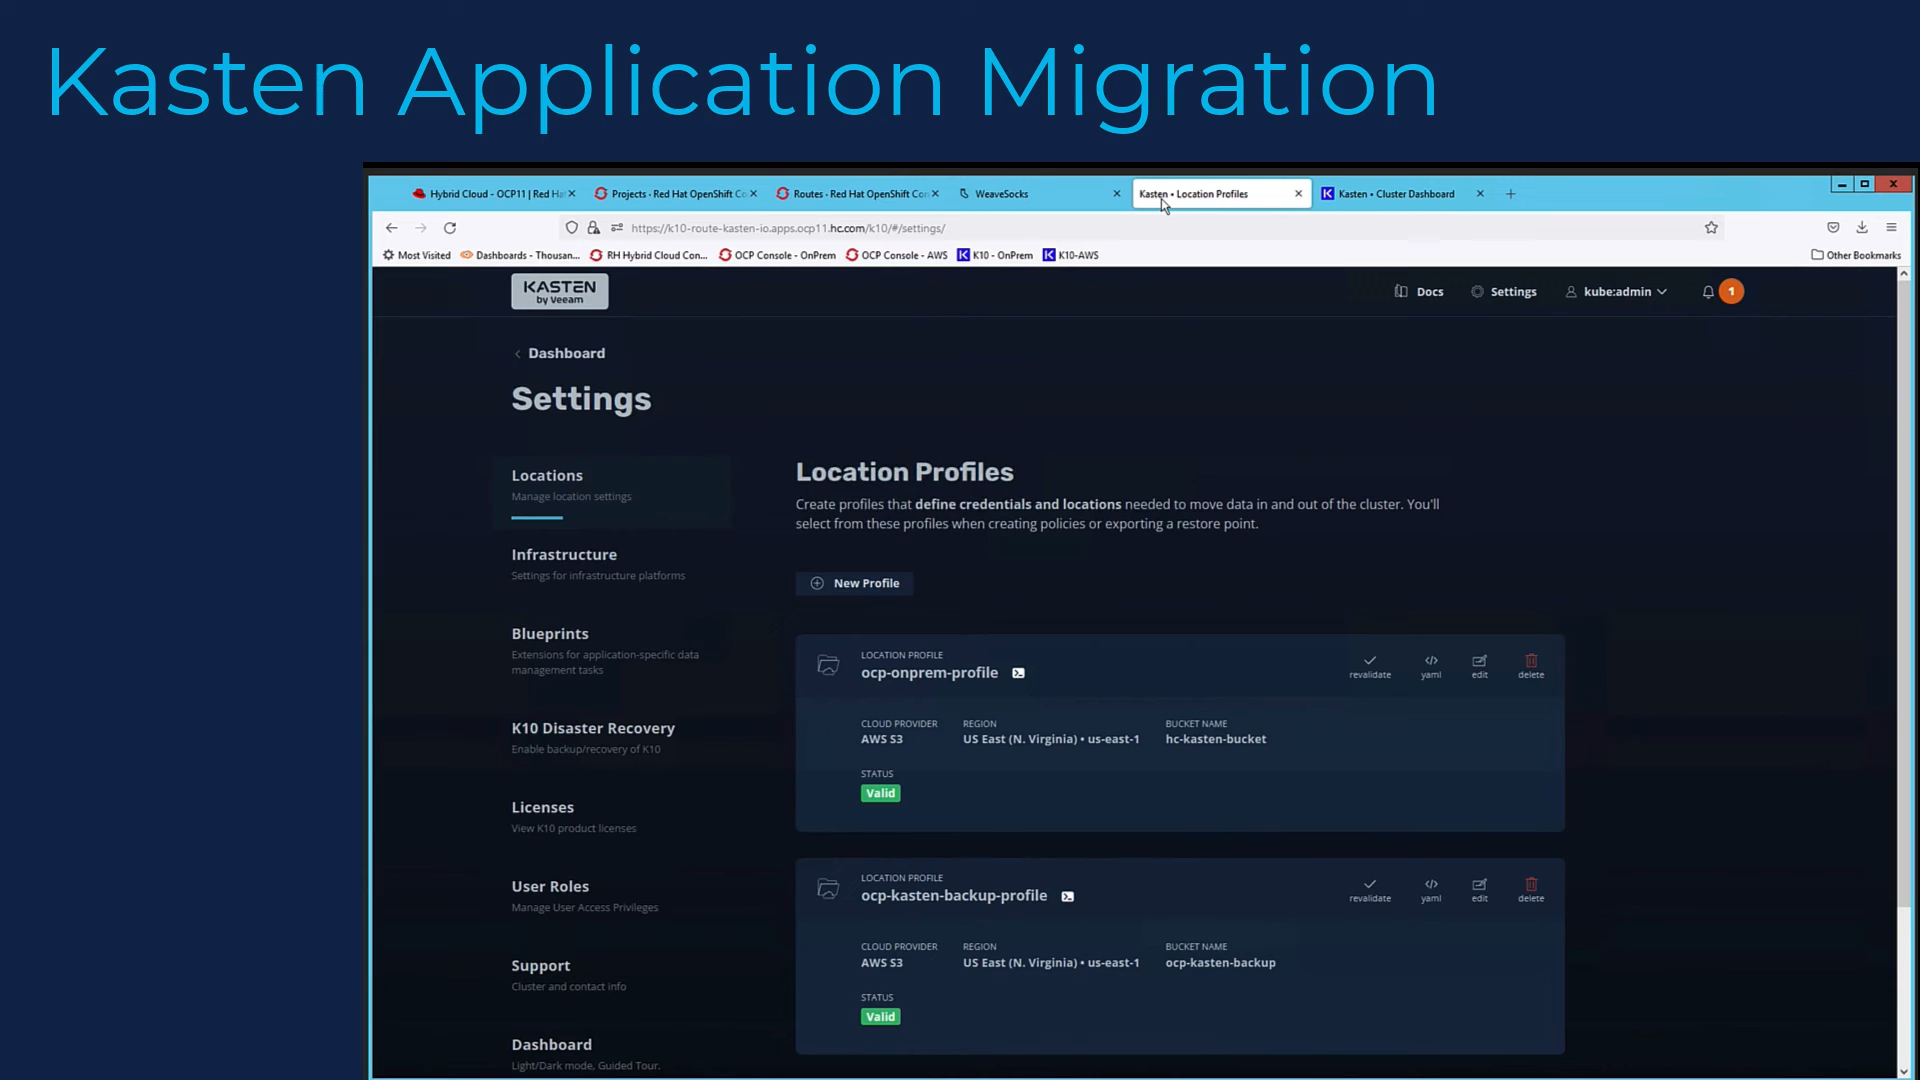 Kasten Application Migration
Hybrid Cloud - OCP11 | Red Ha
Projects · Red Hat OpenShift Co
Routes · Red Hat OpenShift Con
WeaveSocks
Kasten • Location Profiles
Kasten • Cluster Dashboard
https://k10-route-kasten-io.apps.ocp11.hc.com/k10/#/settings/
Most Visited
Dashboards - Thousan...
RH Hybrid Cloud Con...
OCP Console - OnPrem
OCP Console - AWS
K10 - OnPrem
K10-AWS
Other Bookmarks
KASTEN
by Veeam
Docs
Settings
kube:admin
1
Dashboard
Settings
Locations
Manage location settings
Infrastructure
Settings for infrastructure platforms
Blueprints
Extensions for application-specific data
management tasks
K10 Disaster Recovery
Enable backup/recovery of K10
Licenses
View K10 product licenses
User Roles
Manage User Access Privileges
Support
Cluster and contact info
Dashboard
Light/Dark mode, Guided Tour.
Location Profiles
Create profiles that define credentials and locations needed to move data in and out of the cluster. You'll
select from these profiles when creating policies or exporting a restore point.
New Profile
LOCATION PROFILE
ocp-onprem-profile
revalidate
yaml
edit
delete
CLOUD PROVIDER
AWS S3
REGION
US East (N. Virginia) • us-east-1
BUCKET NAME
hc-kasten-bucket
STATUS
Valid
LOCATION PROFILE
ocp-kasten-backup-profile
revalidate
yaml
edit
delete
CLOUD PROVIDER
AWS S3
REGION
US East (N. Virginia) • us-east-1
BUCKET NAME
ocp-kasten-backup
STATUS
Valid